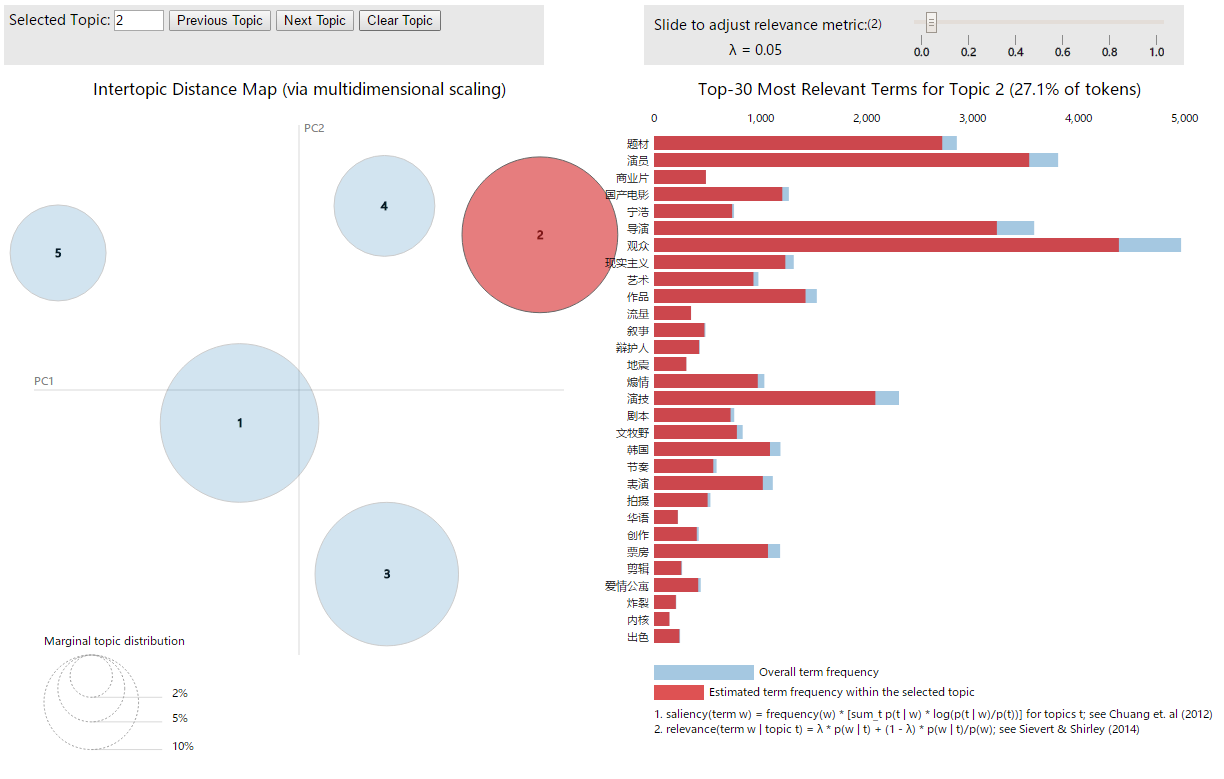 Selected Topic: 2 Previous Topic Next Topic Clear Topic
Slide to adjust relevance metric:(2)
λ = 0.05
0.0 0.2 0.4 0.6 0.8 1.0
Intertopic Distance Map (via multidimensional scaling)
PC2
PC1
5
4
2
1
3
Marginal topic distribution
2%
5%
10%
Top-30 Most Relevant Terms for Topic 2 (27.1% of tokens)
0 1,000 2,000 3,000 4,000 5,000
题材
演员
商业片
国产电影
宁浩
导演
观众
现实主义
艺术
作品
流量
叙事
辩护人
地震
煽情
演技
剧本
文牧野
韩国
节奏
表演
拍摄
华语
创作
票房
剪辑
爱情公寓
炸裂
内核
出色
Overall term frequency
Estimated term frequency within the selected topic
1. saliency(term w) = frequency(w) * [sum_t p(t | w) * log(p(t | w)/p(t))] for topics t; see Chuang et. al (2012)
2. relevance(term w | topic t) = λ * p(w | t) + (1 - λ) * p(w | t)/p(w); see Sievert & Shirley (2014)